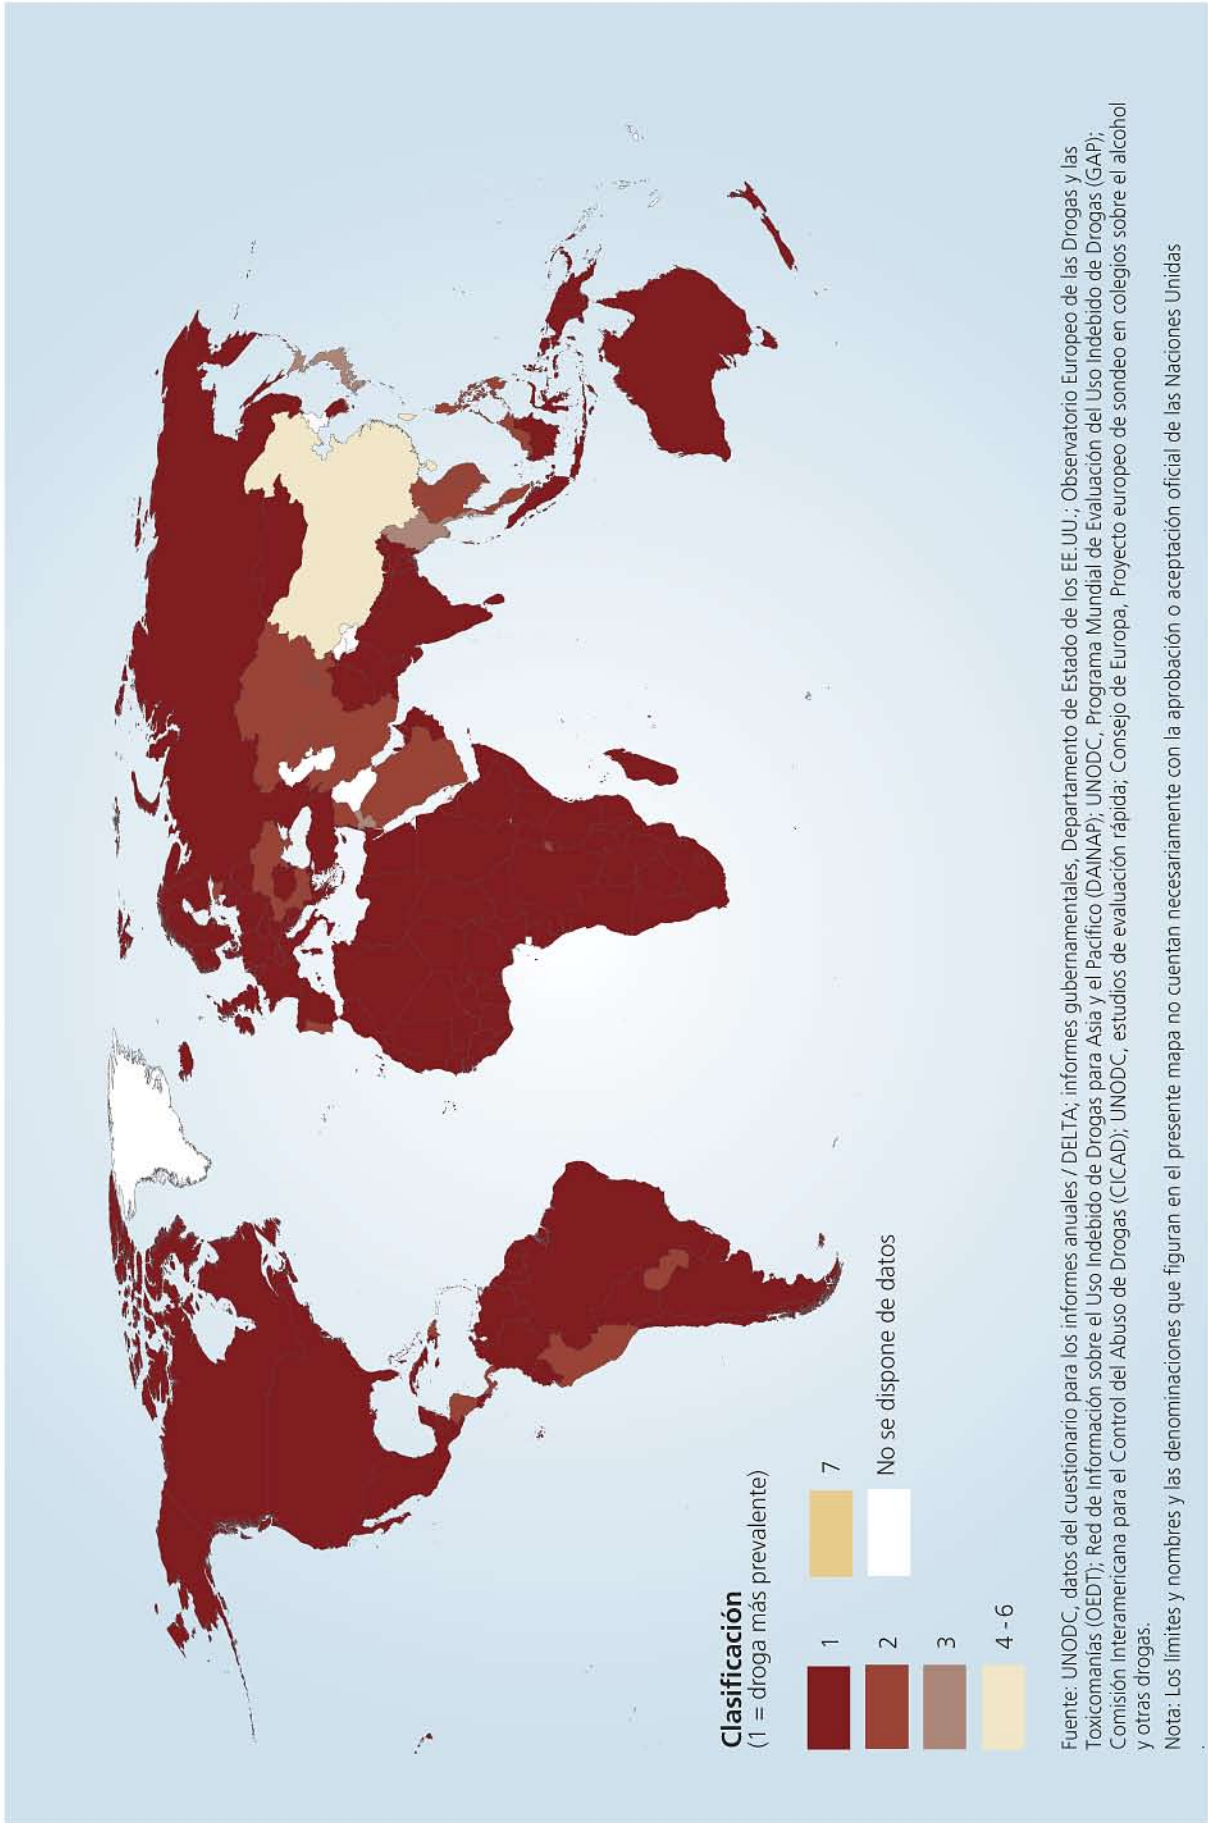 Clasificación
(1 = droga más prevalente)
1
2
3
4 - 6
7
No se dispone de datos
Fuente: UNODC, datos del cuestionario para los informes anuales / DELTA; informes gubernamentales, Departamento de Estado de los EE.UU.; Observatorio Europeo de las Drogas y las
Toxicomanías (OEDT); Red de Información sobre el Uso Indebido de Drogas para Asia y el Pacífico (DAINAP); UNODC, Programa Mundial de Evaluación del Uso Indebido de Drogas (GAP);
Comisión Interamericana para el Control del Abuso de Drogas (CICAD); UNODC, estudios de evaluación rápida; Consejo de Europa, Proyecto europeo de sondeo en colegios sobre el alcohol
y otras drogas.
Nota: Los límites y nombres y las denominaciones que figuran en el presente mapa no cuentan necesariamente con la aprobación o aceptación oficial de las Naciones Unidas
.